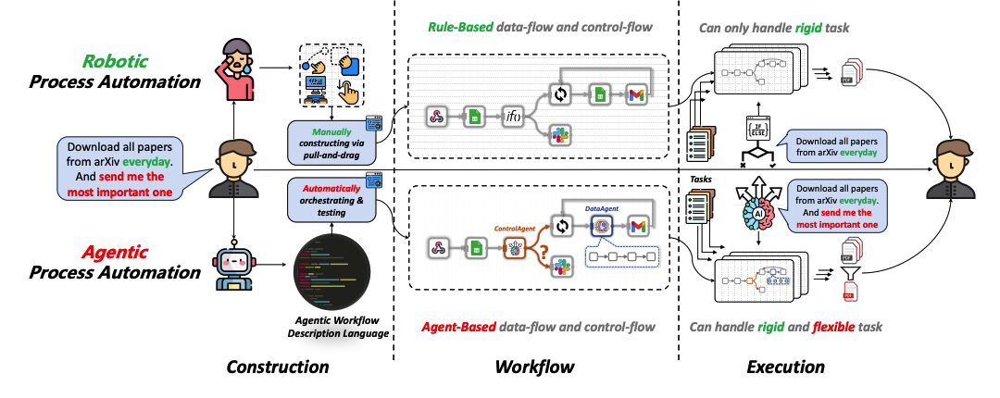 Rule-Based data-flow and control-flow
Can only handle rigid task
Robotic
Process Automation
PDF
if()
Manually
constructing via
pull-and-drag
IF
ELSE
Download all papers
from arXiv everyday
Download all papers
from arXiv everyday.
And send me the
most important one
Automatically
orchestrating &
testing
Tasks
AI
Download all papers
from arXiv everyday.
And send me the
most important one
ControlAgent
DataAgent
?
Agentic
Process Automation
PDF
PDF
Agentic Workflow
Description Language
Agent-Based data-flow and control-flow
Can handle rigid and flexible task
Construction
Workflow
Execution